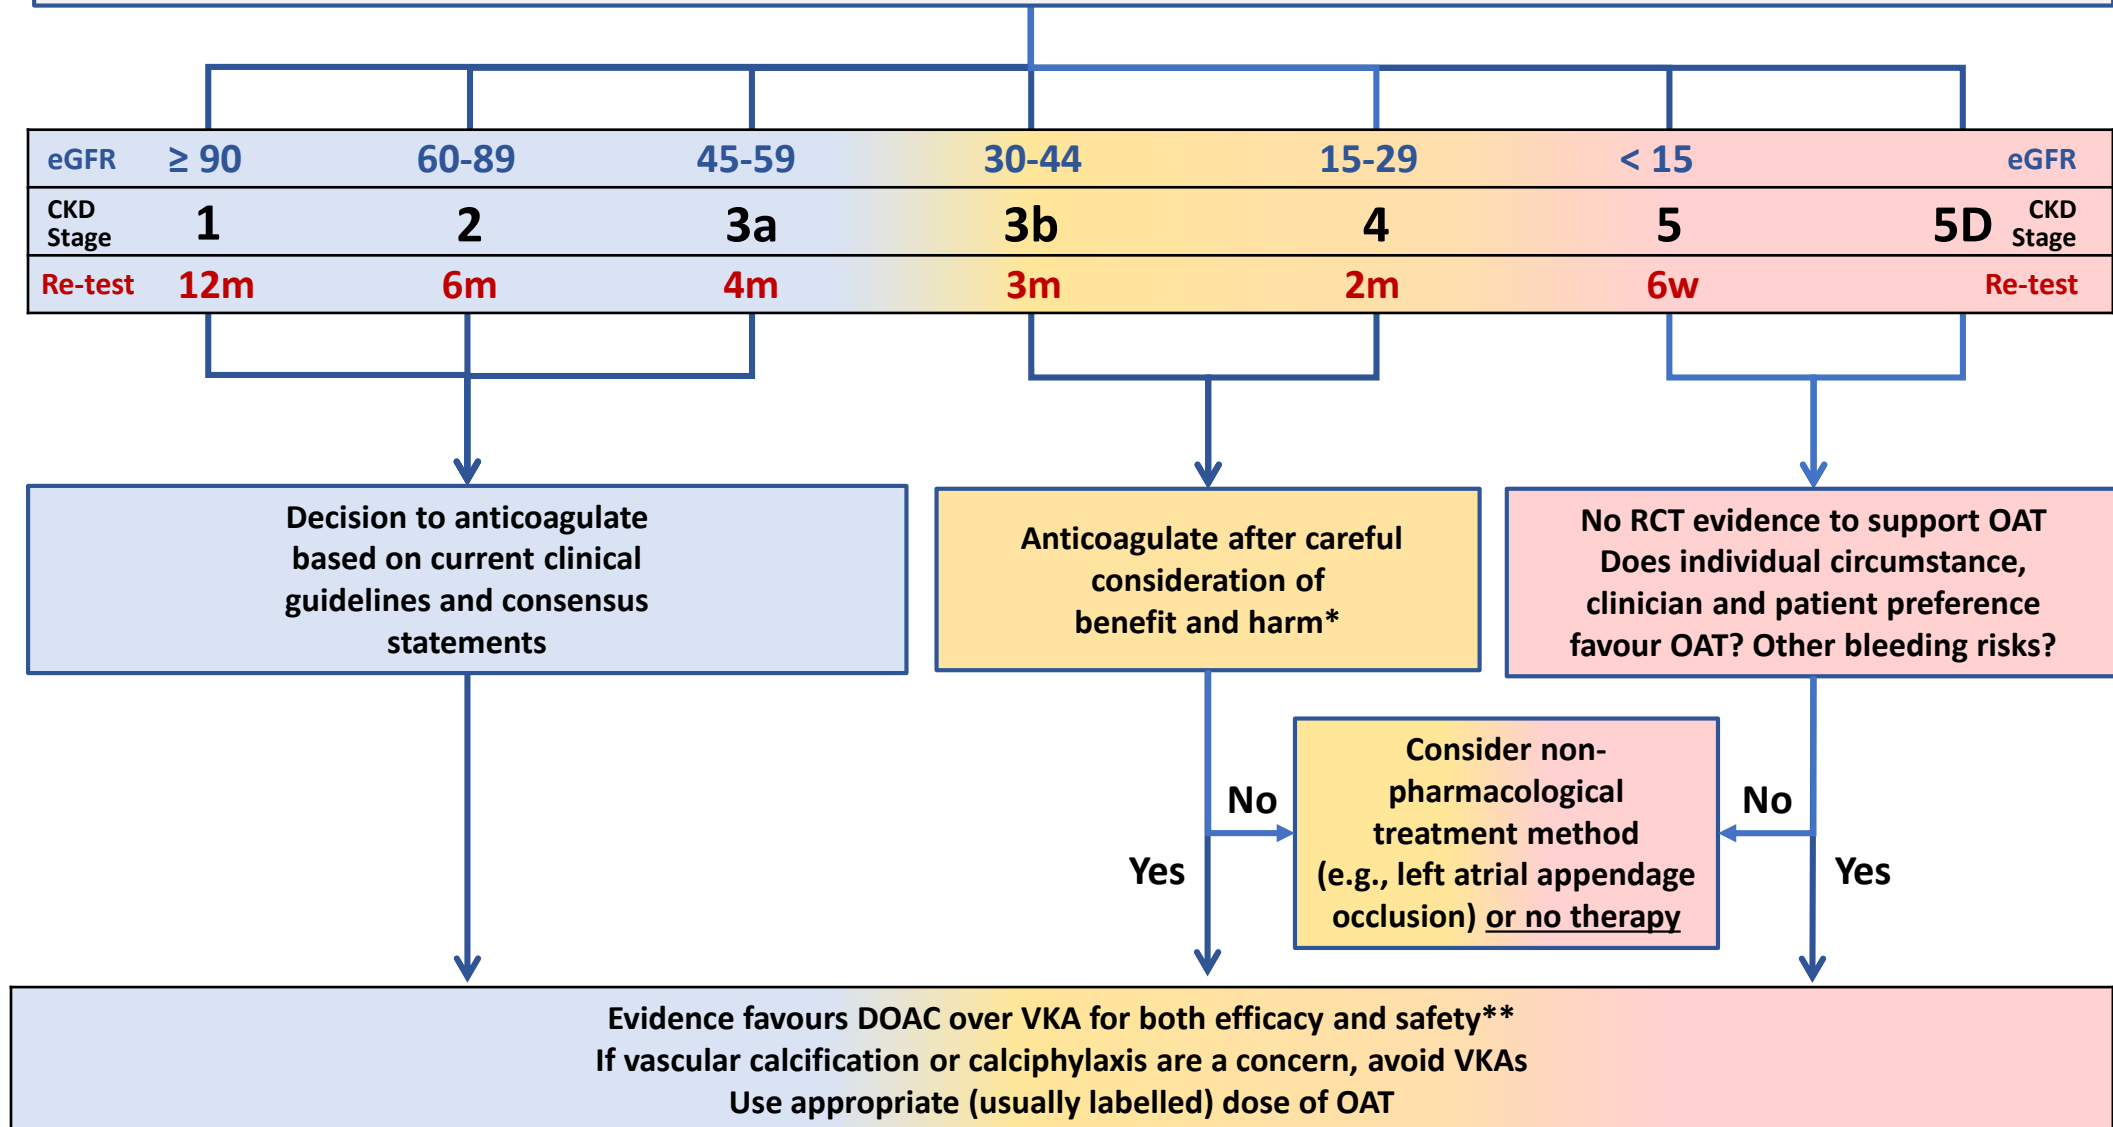 eGFR ≥ 90 60-89 45-59 30-44 15-29 < 15 eGFR
CKD Stage 1 2 3a 3b 4 5 5D CKD Stage
Re-test 12m 6m 4m 3m 2m 6w Re-test
Decision to anticoagulate
based on current clinical
guidelines and consensus
statements
Anticoagulate after careful
consideration of
benefit and harm*
No RCT evidence to support OAT
Does individual circumstance,
clinician and patient preference
favour OAT? Other bleeding risks?
Consider non-
pharmacological
treatment method
(e.g., left atrial appendage
occlusion) or no therapy
No
No
Yes
Yes
Evidence favours DOAC over VKA for both efficacy and safety**
If vascular calcification or calciphylaxis are a concern, avoid VKAs
Use appropriate (usually labelled) dose of OAT